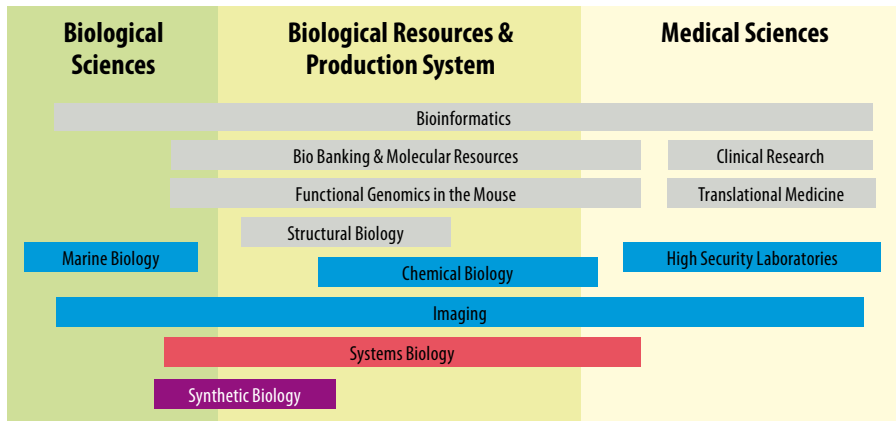 Biological
Sciences
Biological Resources &
Production System
Medical Sciences
Bioinformatics
Bio Banking & Molecular Resources
Clinical Research
Functional Genomics in the Mouse
Translational Medicine
Structural Biology
Marine Biology
High Security Laboratories
Chemical Biology
Imaging
Systems Biology
Synthetic Biology